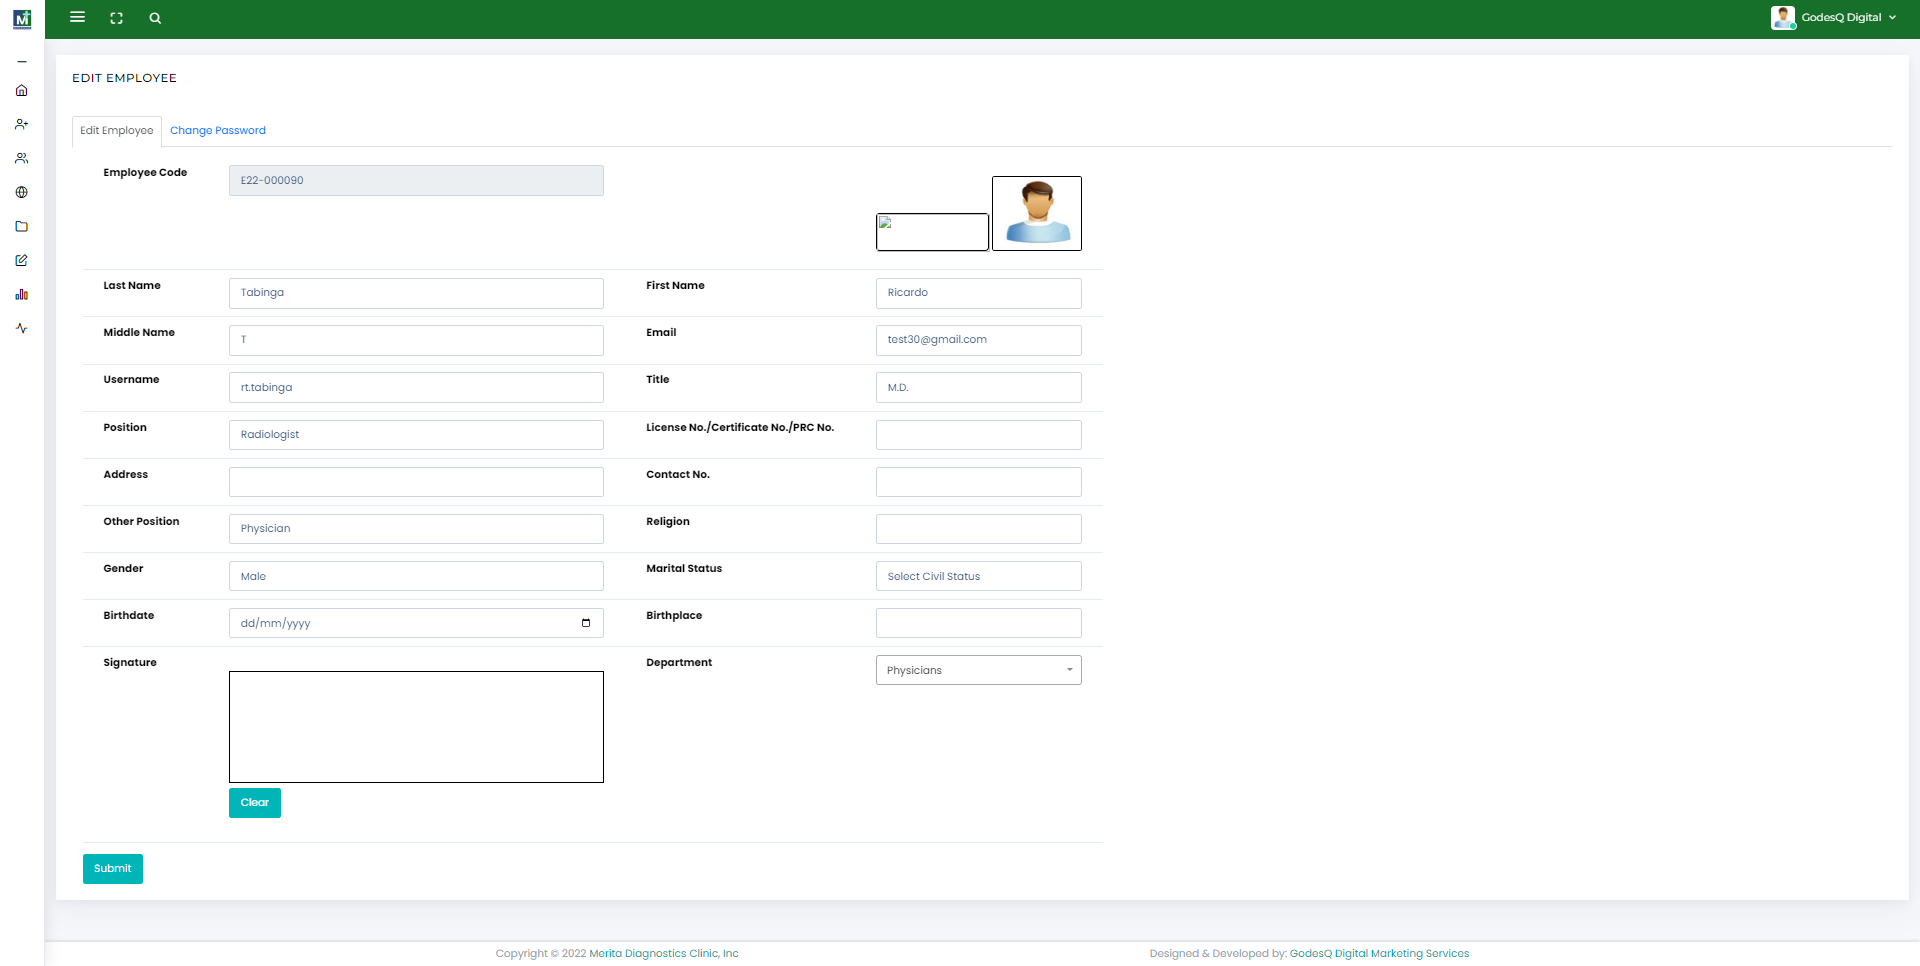 M
GodesQ Digital
EDIT EMPLOYEE
Edit Employee Change Password
Employee Code E22-000090
Last Name Tabinga First Name Ricardo
Middle Name T Email test30@gmail.com
Username rt.tabinga Title M.D.
Position Radiologist License No./Certificate No./PRC No.
Address Contact No.
Other Position Physician Religion
Gender Male Marital Status Select Civil Status
Birthdate dd/mm/yyyy Birthplace
Signature Department Physicians
Clear
Submit
Copyright © 2022 Merita Diagnostics Clinic, Inc Designed & Developed by: GodesQ Digital Marketing Services